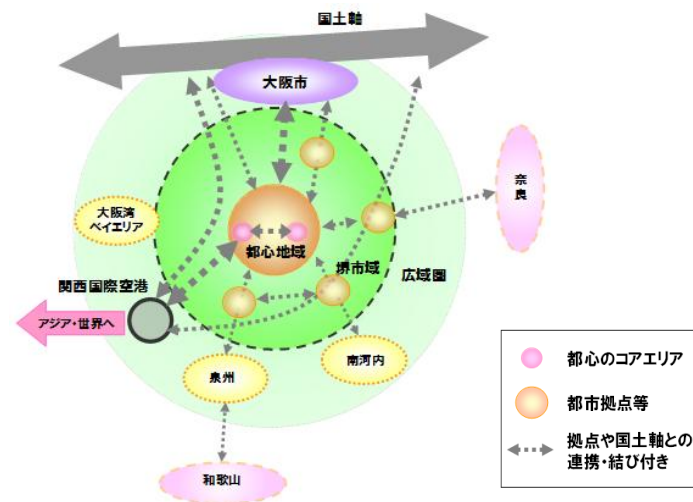 国土軸
大阪市
奈良
大阪湾
ベイエリア
都心地域
堺市域
広域圏
関西国際空港
アジア・世界へ
南河内
泉州
和歌山
都心のコアエリア
都市拠点等
拠点や国土軸との
連携・結び付き